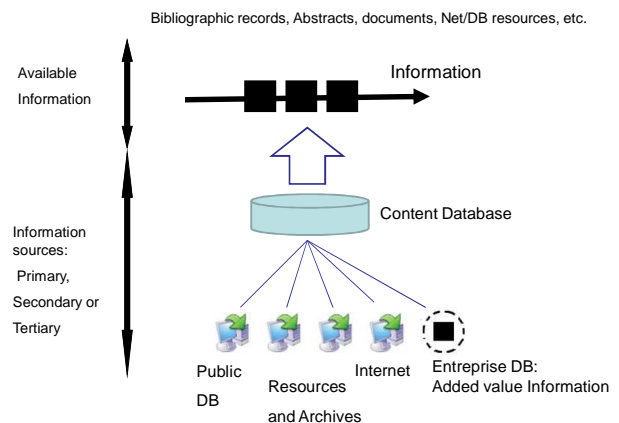 Bibliographic records, Abstracts, documents, Net/DB resources, etc.
Available
Information
Information
Content Database
Information
sources:
Primary,
Secondary or
Tertiary
Public
DB
Resources
and Archives
Internet
Entreprise DB:
Added value Information